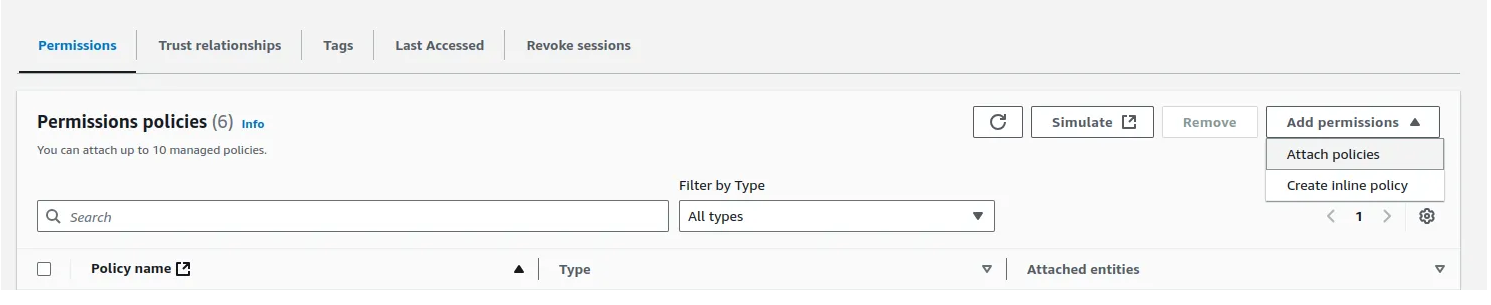 Permissions Trust relationships Tags Last Accessed Revoke sessions
Permissions policies (6) Info
You can attach up to 10 managed policies.
Simulate Remove Add permissions
Attach policies
Create inline policy
Filter by Type
Search All types 1
Policy name Type Attached entities